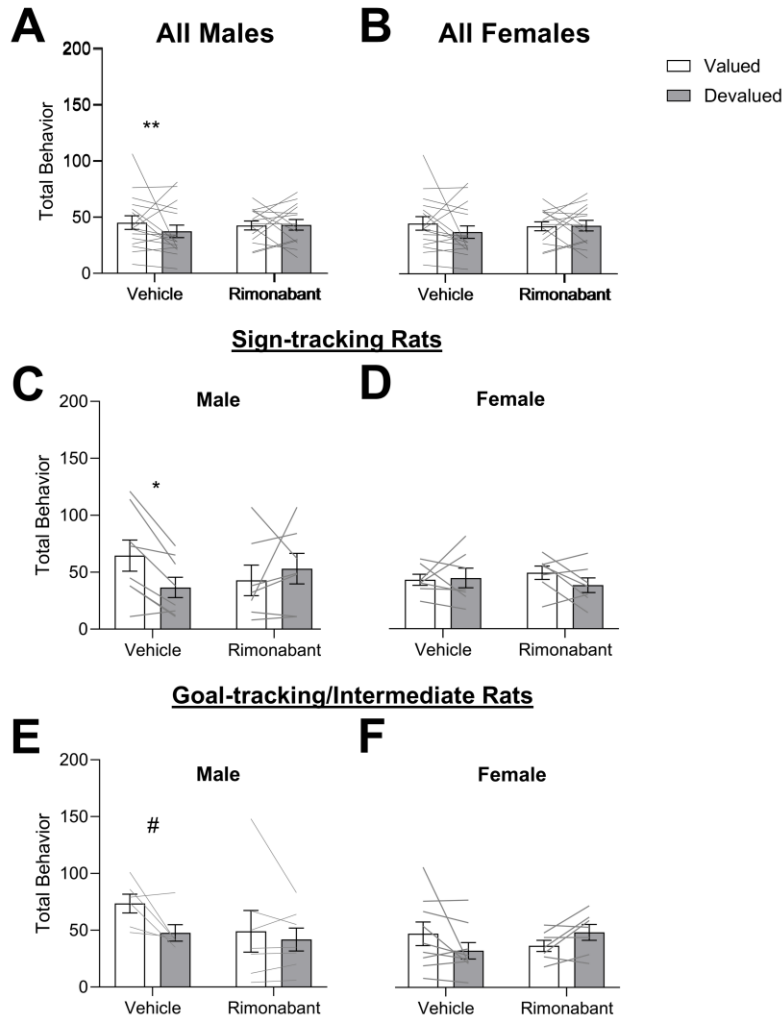 A All Males
B All Females
Valued
Devalued
Total Behavior
200
150
100
50
0
**
Vehicle Rimonabant
Vehicle Rimonabant
Sign-tracking Rats
C Male
D Female
Total Behavior
200
150
100
50
0
*
Vehicle Rimonabant
Vehicle Rimonabant
Goal-tracking/Intermediate Rats
E Male
F Female
Total Behavior
200
150
100
50
0
#
Vehicle Rimonabant
Vehicle Rimonabant